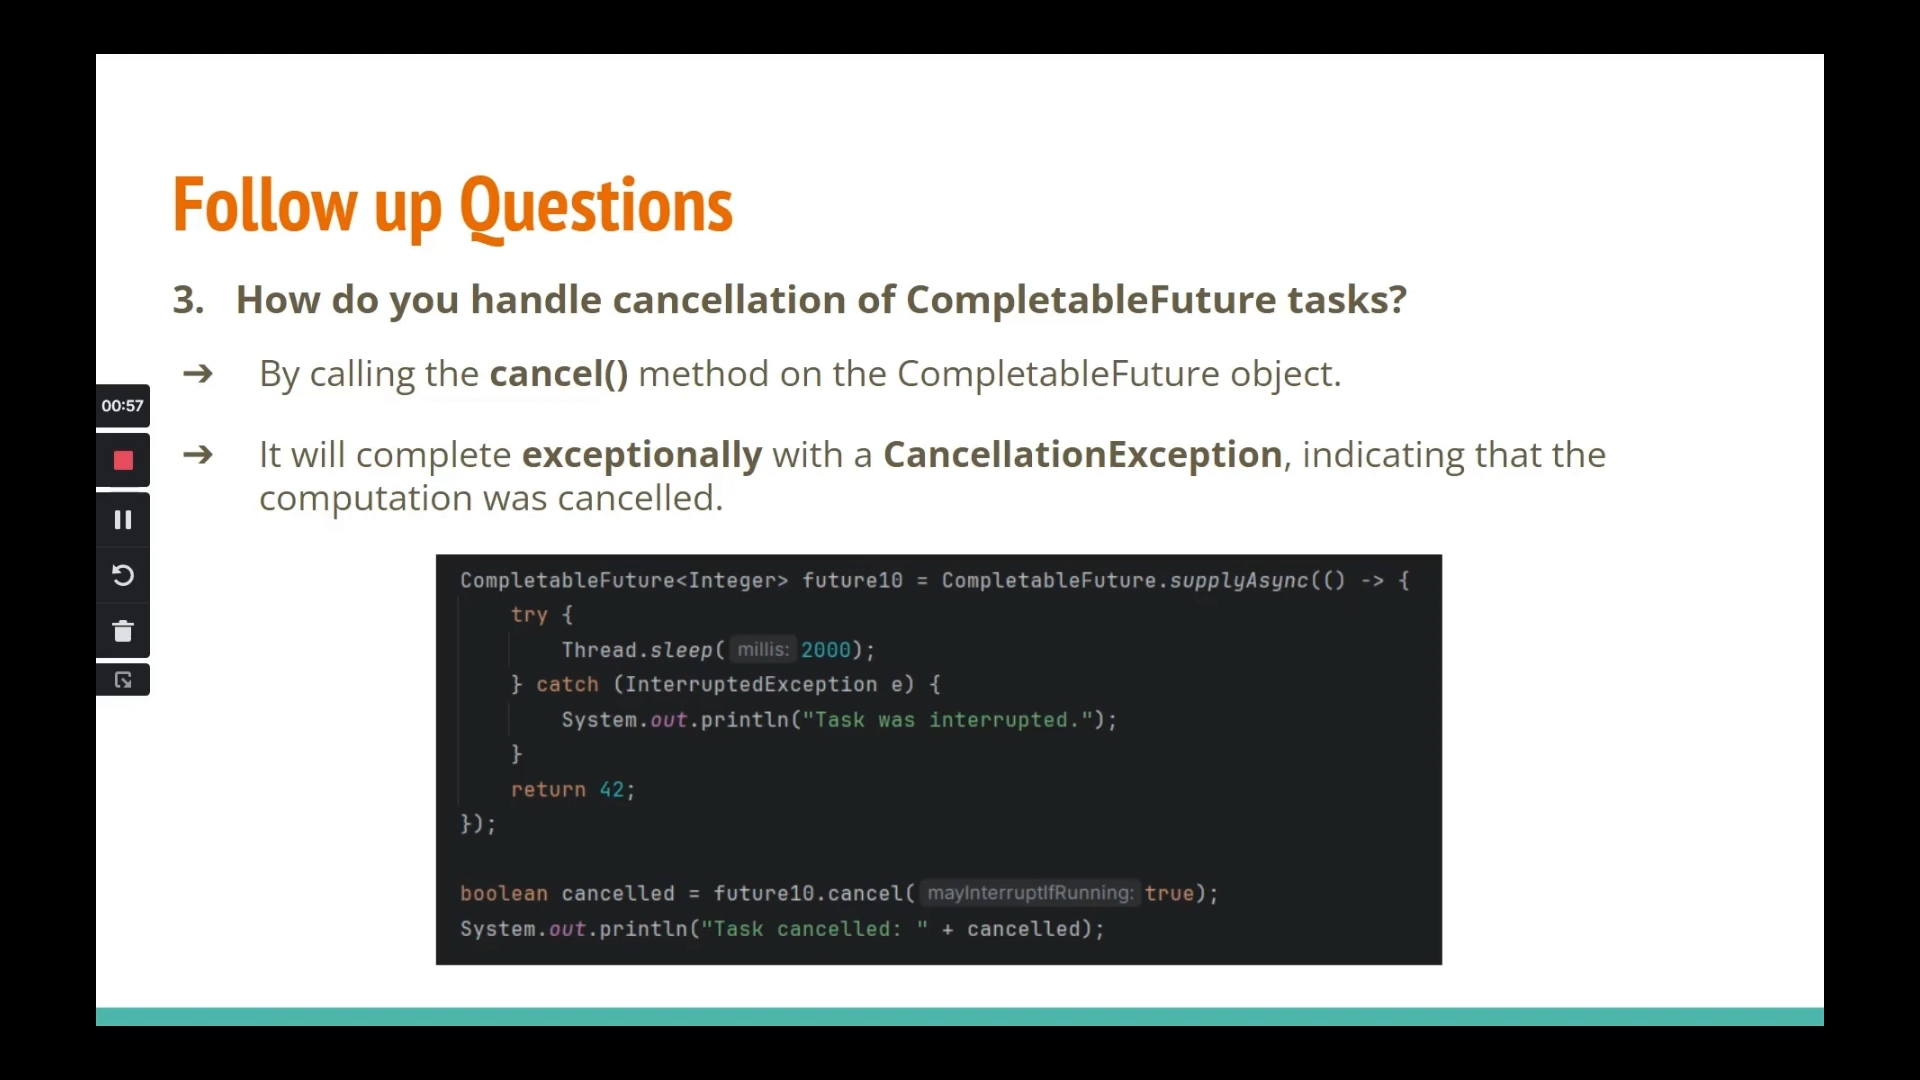 Follow up Questions
3. How do you handle cancellation of CompletableFuture tasks?
➔ By calling the cancel() method on the CompletableFuture object.
➔ It will complete exceptionally with a CancellationException, indicating that the
computation was cancelled.
00:57
CompletableFuture<Integer> future10 = CompletableFuture.supplyAsync(() -> {
try {
Thread.sleep( millis: 2000);
} catch (InterruptedException e) {
System.out.println("Task was interrupted.");
}
return 42;
});
boolean cancelled = future10.cancel( mayInterruptIfRunning: true);
System.out.println("Task cancelled: " + cancelled);